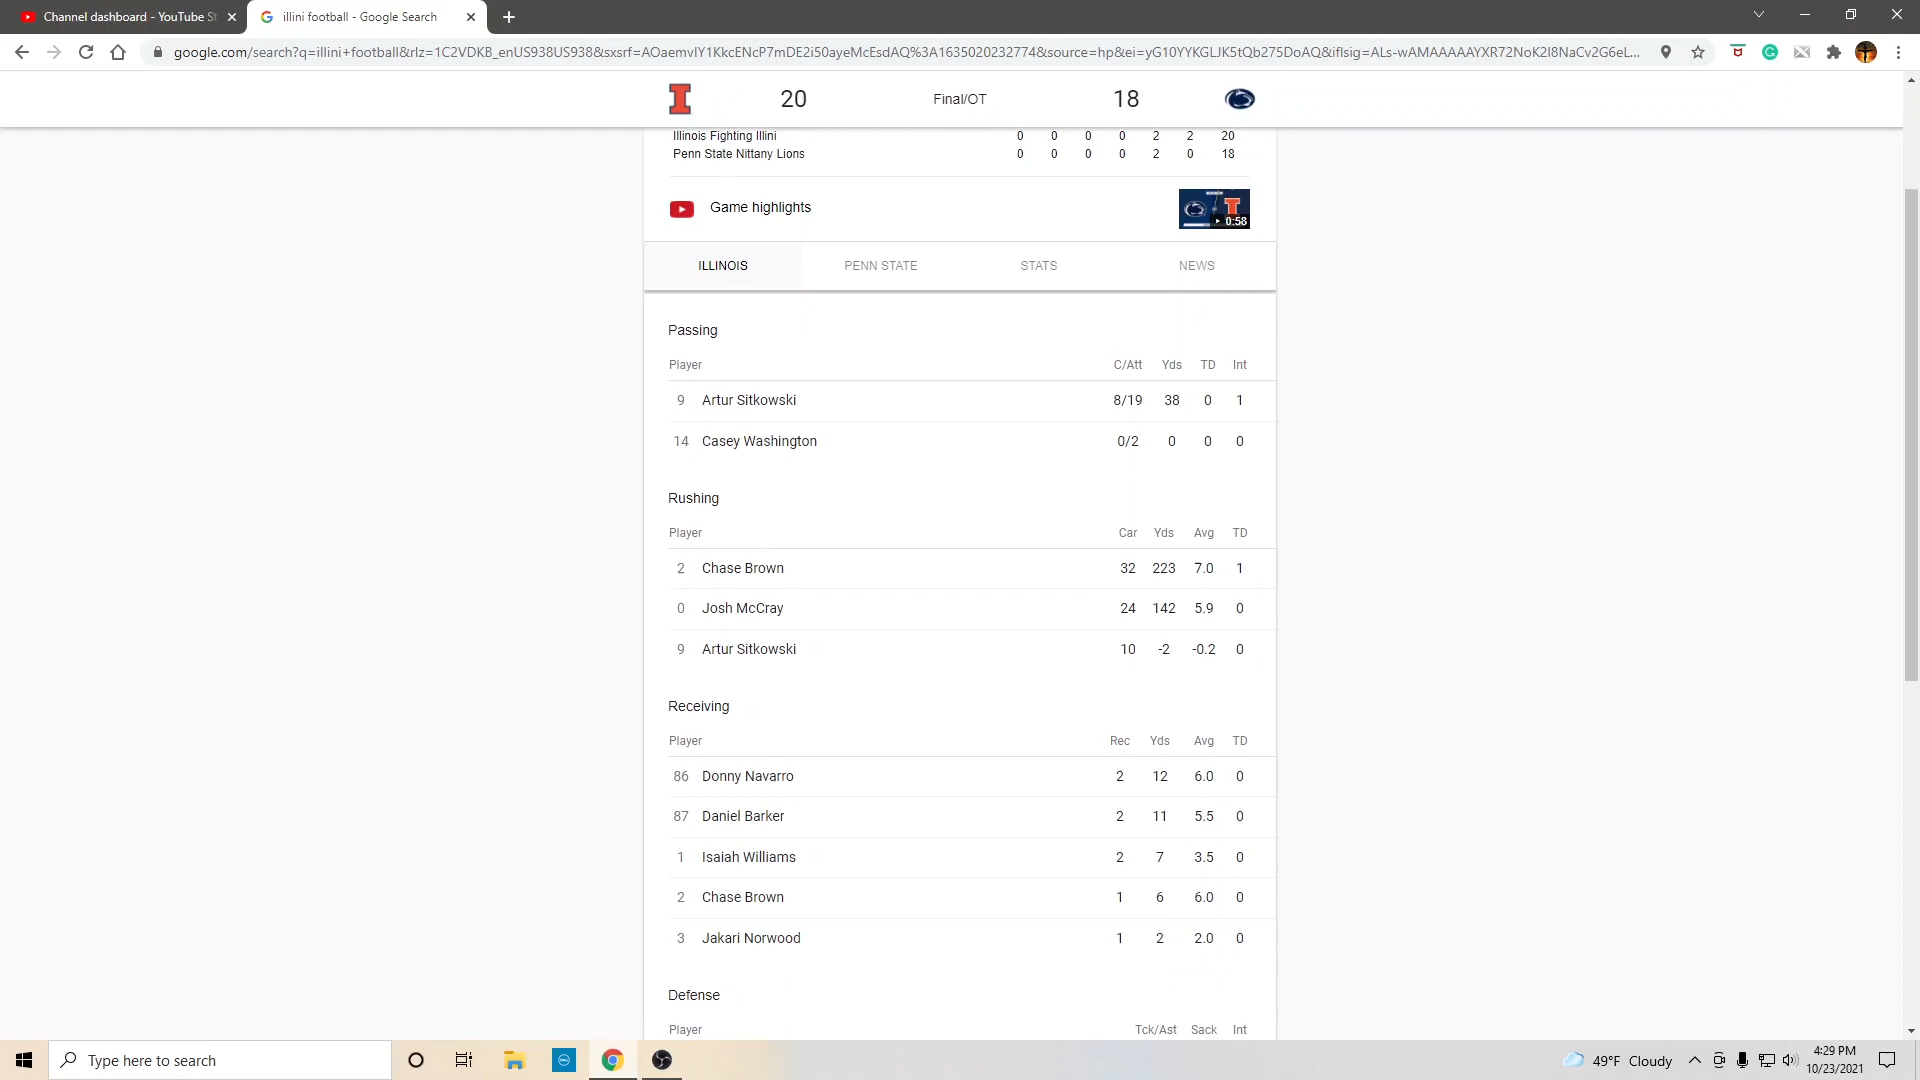 Channel dashboard - YouTube St
illini football - Google Search
google.com/search?q=illini+football&rlz=1C2VDKB_enUS938US938&sxsrf=AOaemvIY1KkcENcP7mDE2i50ayeMcEsdAQ%3A1635020232774&source=hp&ei=yG10YYKGLJK5tQb275DoAQ&iflsig=ALs-wAMAAAAAYXR72NoK2I8NaCv2G6eL...
20 Final/OT 18
Illinois Fighting Illini 0 0 0 0 2 2 20
Penn State Nittany Lions 0 0 0 0 2 0 18
Game highlights
0:58
ILLINOIS PENN STATE STATS NEWS
Passing
Player C/Att Yds TD Int
9 Artur Sitkowski 8/19 38 0 1
14 Casey Washington 0/2 0 0 0
Rushing
Player Car Yds Avg TD
2 Chase Brown 32 223 7.0 1
0 Josh McCray 24 142 5.9 0
9 Artur Sitkowski 10 -2 -0.2 0
Receiving
Player Rec Yds Avg TD
86 Donny Navarro 2 12 6.0 0
87 Daniel Barker 2 11 5.5 0
1 Isaiah Williams 2 7 3.5 0
2 Chase Brown 1 6 6.0 0
3 Jakari Norwood 1 2 2.0 0
Defense
Player Tck/Ast Sack Int
Type here to search
49°F Cloudy
4:29 PM
10/23/2021